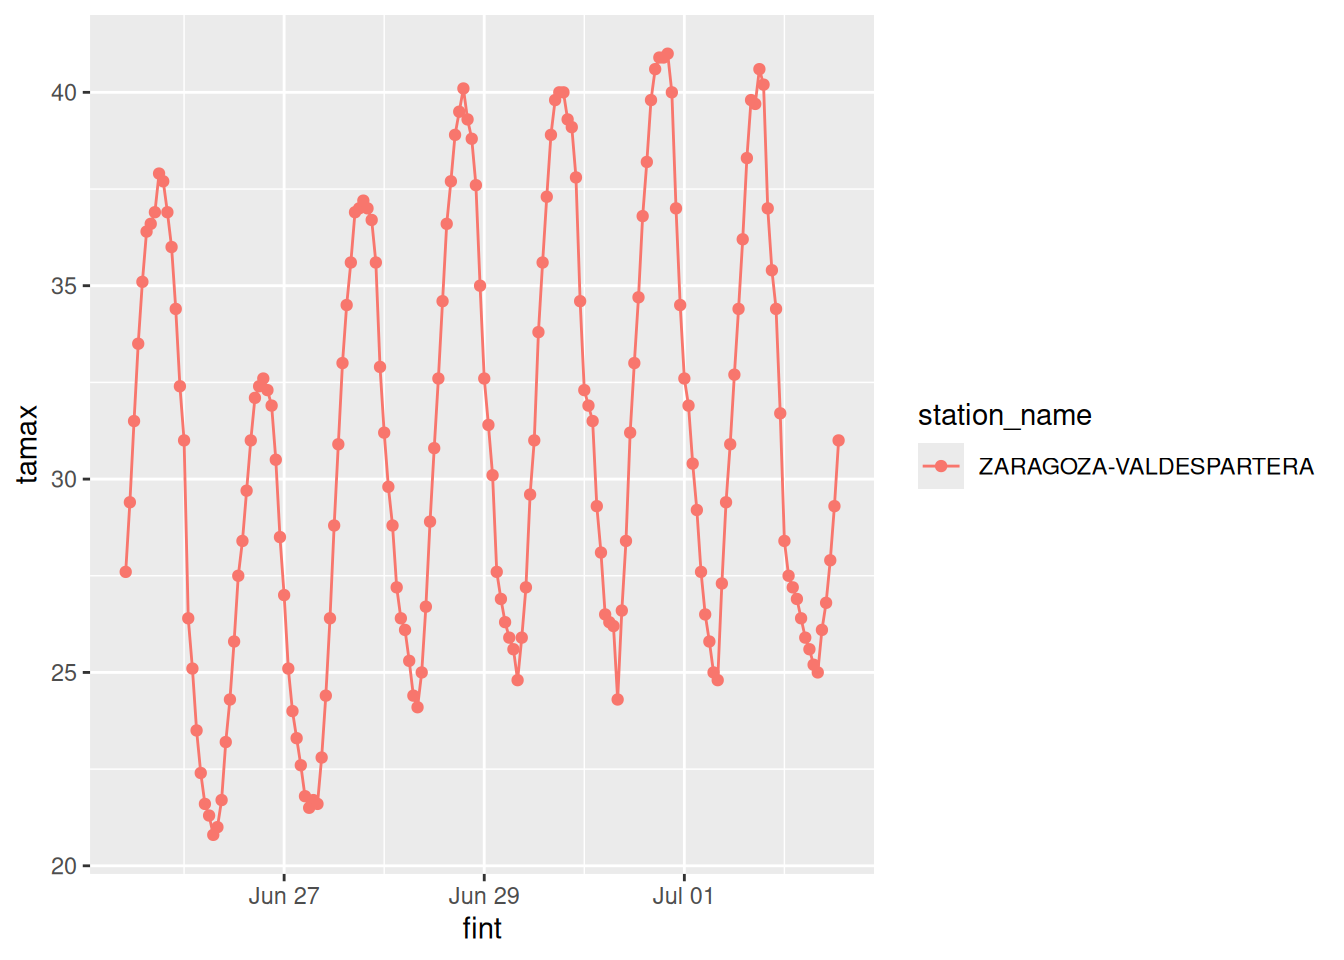 40
35
30
25
20
tamax
Jun 27
Jun 29
Jul 01
fint
station_name
ZARAGOZA-VALDESPARTERA